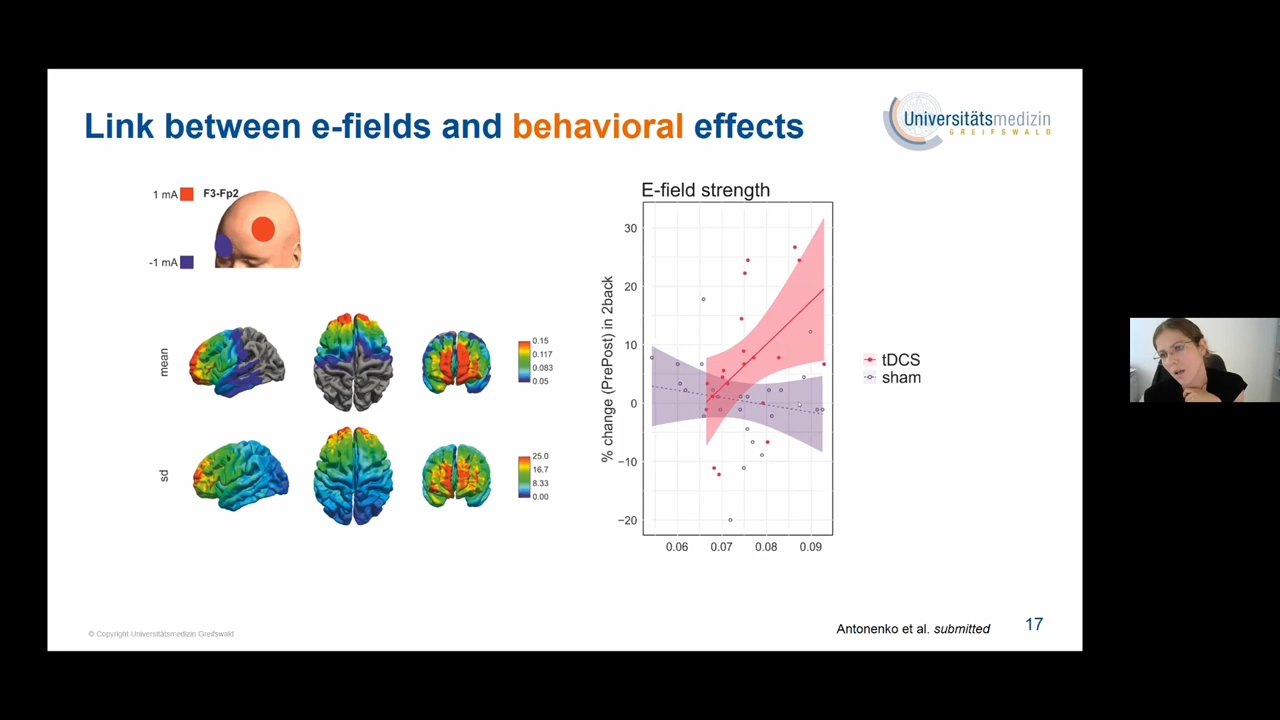 Link between e-fields and behavioral effects
Universitätsmedizin
GREIFSWALD
1 mA
F3-Fp2
-1 mA
mean
0.15
0.117
0.083
0.05
sd
25.0
16.7
8.33
0.00
E-field strength
% change (PrePost) in 2back
30
20
10
0
−10
−20
0.06 0.07 0.08 0.09
tDCS
sham
© Copyright Universitätsmedizin Greifswald
Antonenko et al. submitted
17